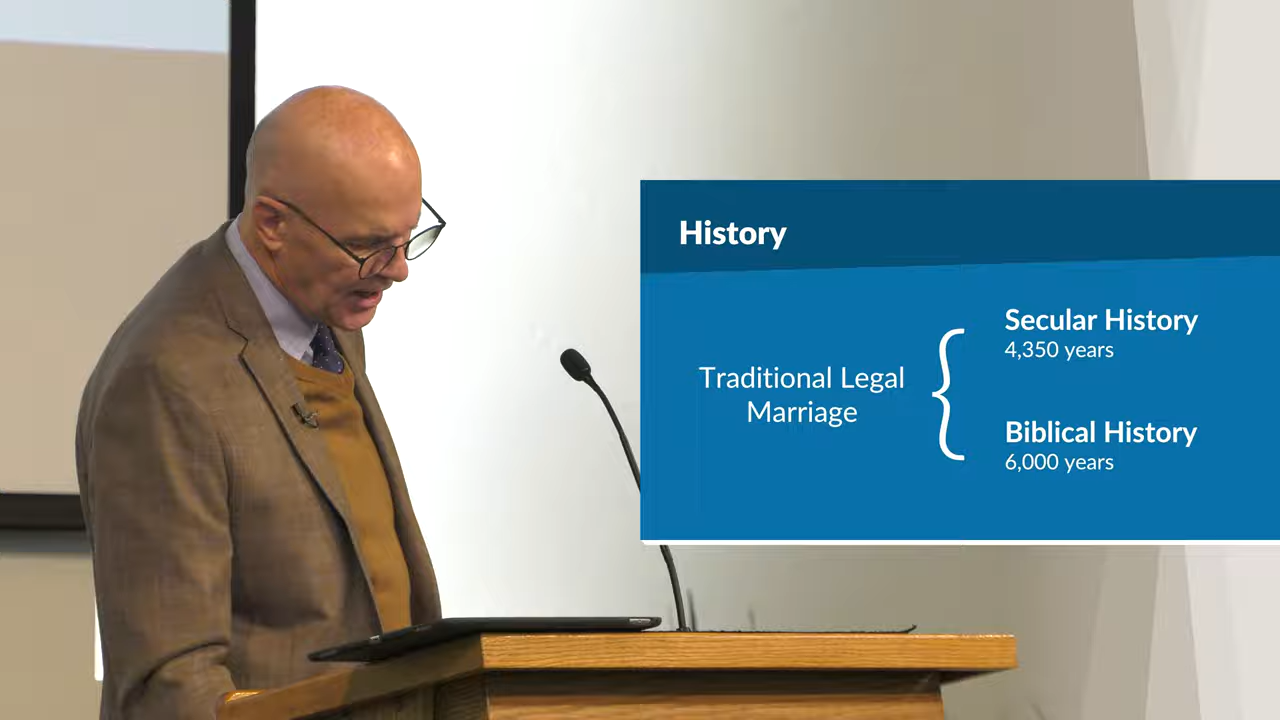 History
Traditional Legal
Marriage
{
Secular History
4,350 years
Biblical History
6,000 years